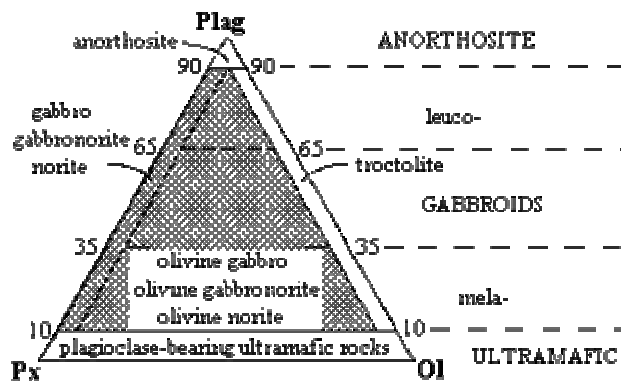 Plag
anorthosite
ANORTHOSITE
90 90
gabbro
gabbronorite
norite
leuco-
65 65
troctolite
GABBROIDS
35 35
olivine gabbro
olivine gabbronorite
olivine norite
mela-
10 10
plagioclase-bearing ultramafic rocks
ULTRAMAFIC
Px Ol